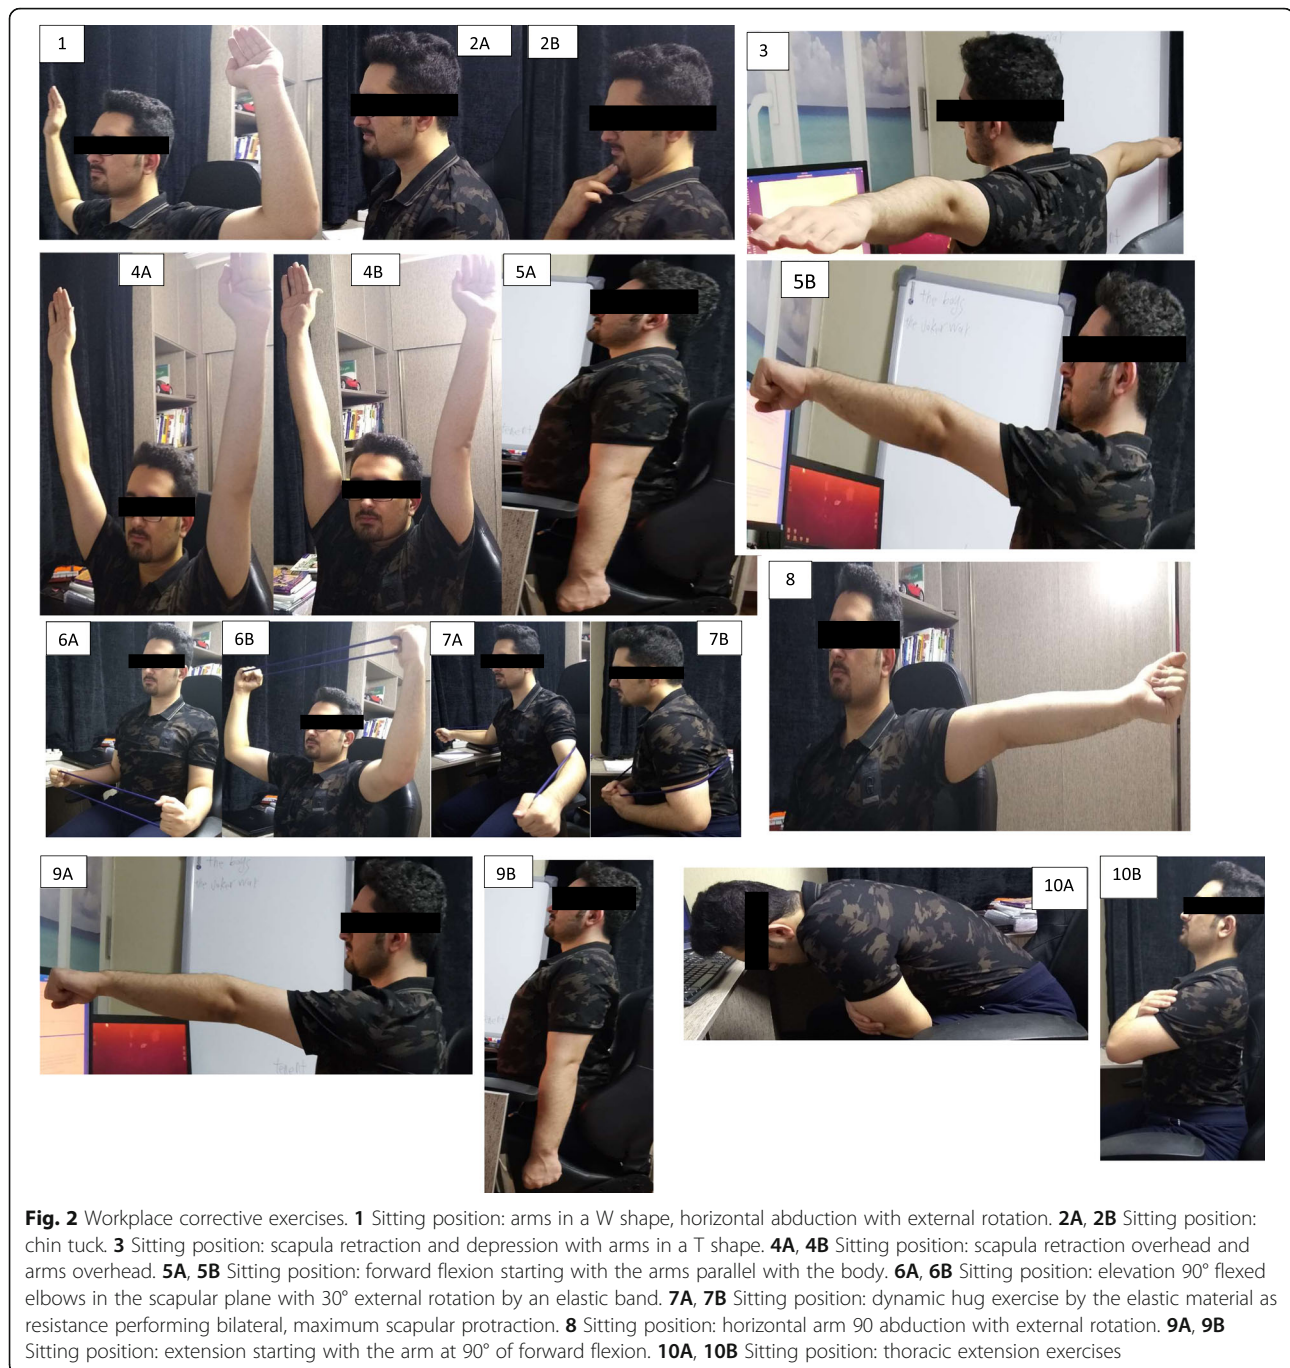 1
2A
2B
3
4A
4B
5A
5B
the bugs
6A
6B
7A
7B
8
9A
the bugs
9B
10A
10B
Fig. 2 Workplace corrective exercises. 1 Sitting position: arms in a W shape, horizontal abduction with external rotation. 2A, 2B Sitting position:
chin tuck. 3 Sitting position: scapula retraction and depression with arms in a T shape. 4A, 4B Sitting position: scapula retraction overhead and
arms overhead. 5A, 5B Sitting position: forward flexion starting with the arms parallel with the body. 6A, 6B Sitting position: elevation 90° flexed
elbows in the scapular plane with 30° external rotation by an elastic band. 7A, 7B Sitting position: dynamic hug exercise by the elastic material as
resistance performing bilateral, maximum scapular protraction. 8 Sitting position: horizontal arm 90 abduction with external rotation. 9A, 9B
Sitting position: extension starting with the arm at 90° of forward flexion. 10A, 10B Sitting position: thoracic extension exercises